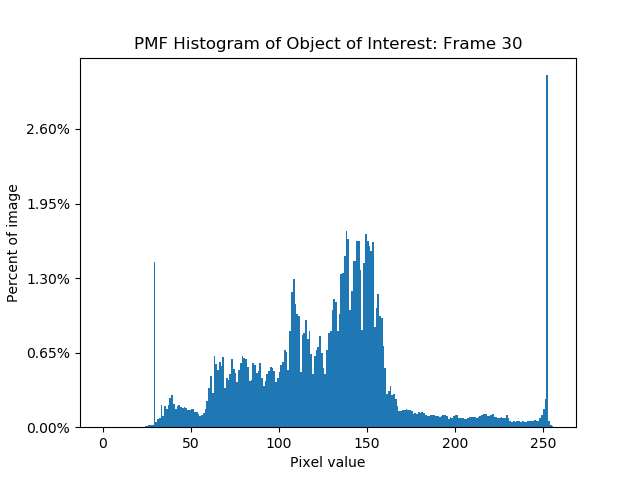 PMF Histogram of Object of Interest: Frame 30
2.60%
1.95%
1.30%
0.65%
0.00%
Percent of image
0 50 100 150 200 250
Pixel value